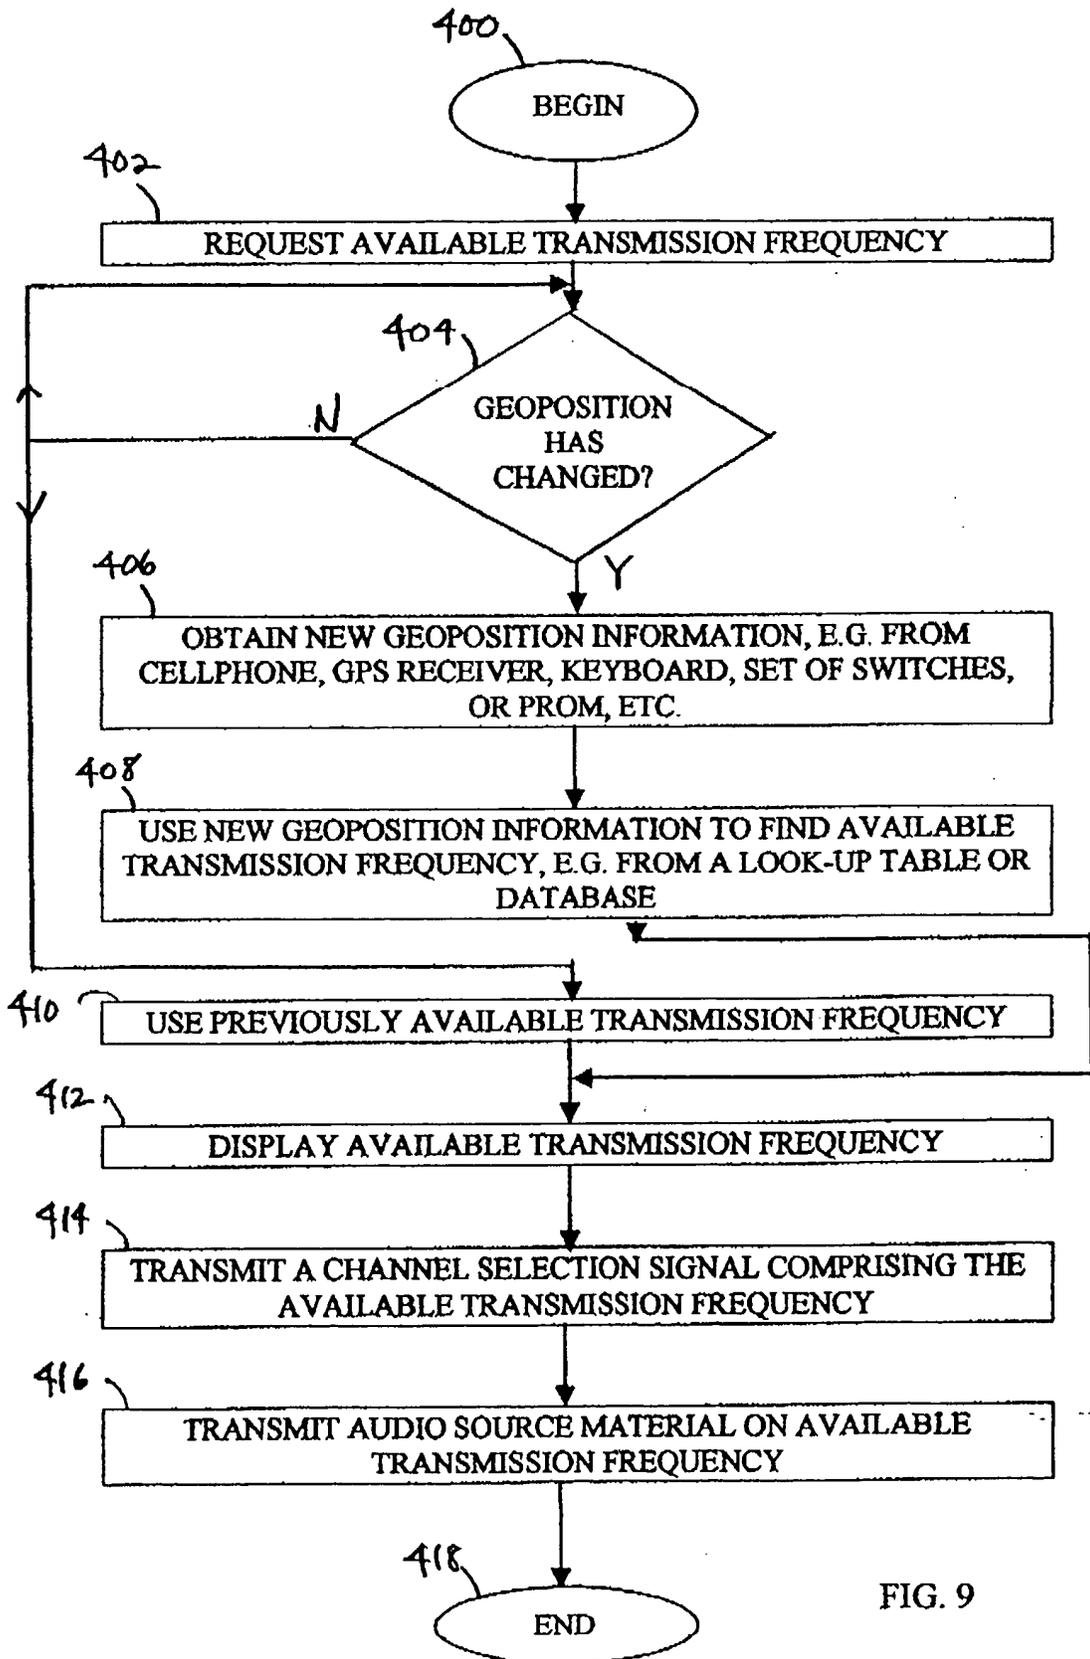 400
BEGIN
402
REQUEST AVAILABLE TRANSMISSION FREQUENCY
404
GEOPOSITION
HAS
CHANGED?
N
Y
406
OBTAIN NEW GEOPOSITION INFORMATION, E.G. FROM
CELLPHONE, GPS RECEIVER, KEYBOARD, SET OF SWITCHES,
OR PROM, ETC.
408
USE NEW GEOPOSITION INFORMATION TO FIND AVAILABLE
TRANSMISSION FREQUENCY, E.G. FROM A LOOK-UP TABLE OR
DATABASE
410
USE PREVIOUSLY AVAILABLE TRANSMISSION FREQUENCY
412
DISPLAY AVAILABLE TRANSMISSION FREQUENCY
414
TRANSMIT A CHANNEL SELECTION SIGNAL COMPRISING THE
AVAILABLE TRANSMISSION FREQUENCY
416
TRANSMIT AUDIO SOURCE MATERIAL ON AVAILABLE
TRANSMISSION FREQUENCY
418
END
FIG. 9